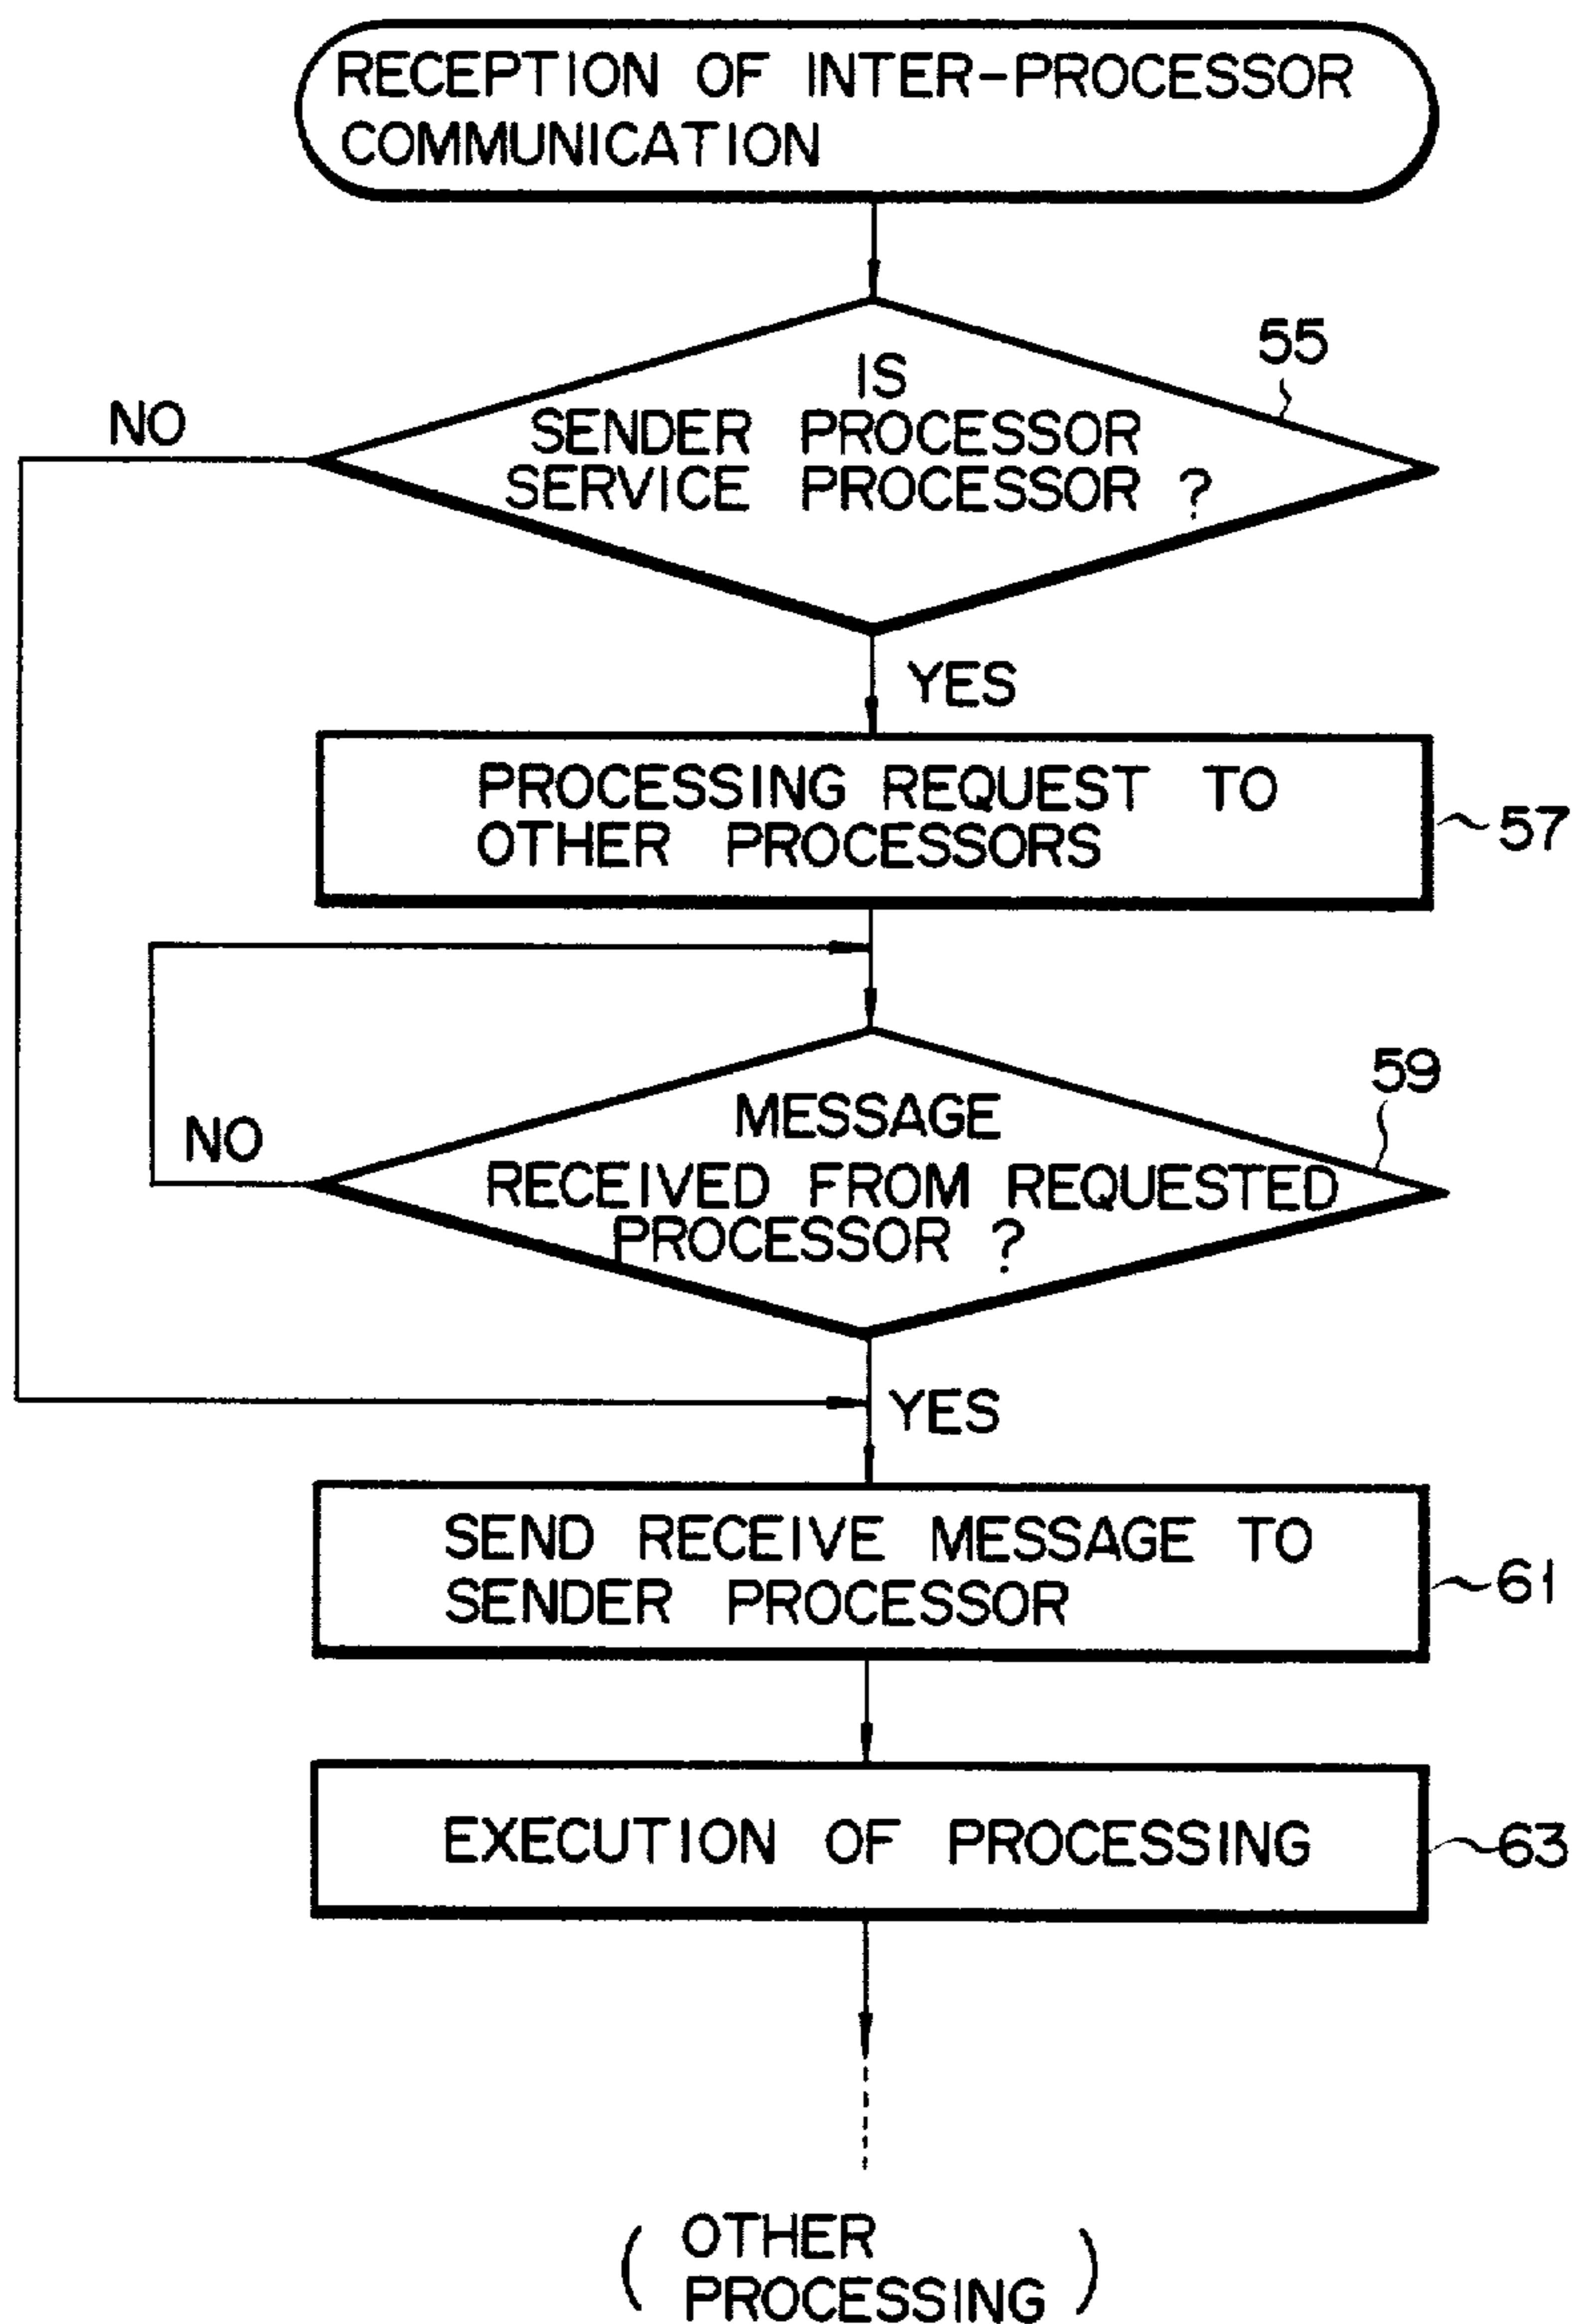 RECEPTION OF INTER-PROCESSOR
COMMUNICATION
55
IS
SENDER PROCESSOR
SERVICE PROCESSOR ?
NO
YES
PROCESSING REQUEST TO
OTHER PROCESSORS
57
59
MESSAGE
RECEIVED FROM REQUESTED
PROCESSOR ?
NO
YES
SEND RECEIVE MESSAGE TO
SENDER PROCESSOR
61
EXECUTION OF PROCESSING
63
( OTHER
PROCESSING )